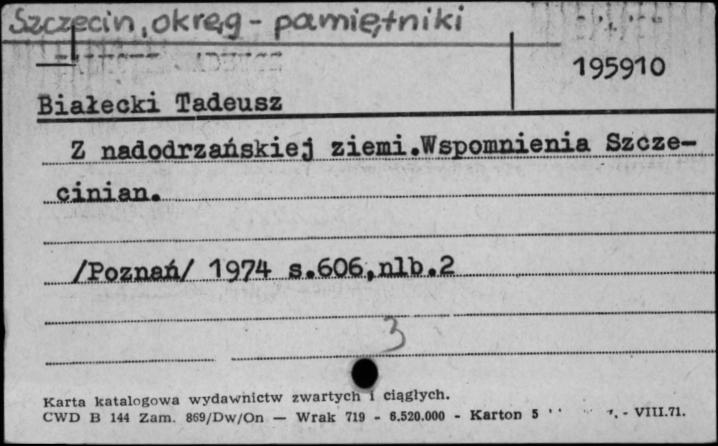 Szczecin, okręg - pamiętniki
195910
Białecki Tadeusz
Z nadodrzańskiej ziemi.Wspomnienia Szcze-
cinian.
/Poznań/ 1974 s.606,nlb.2
3
Karta katalogowa wydawnictw zwartych i ciągłych.
CWD B 144 Zam. 869/Dw/On — Wrak 719 - 6.520.000 - Karton 5 - VIII.71.